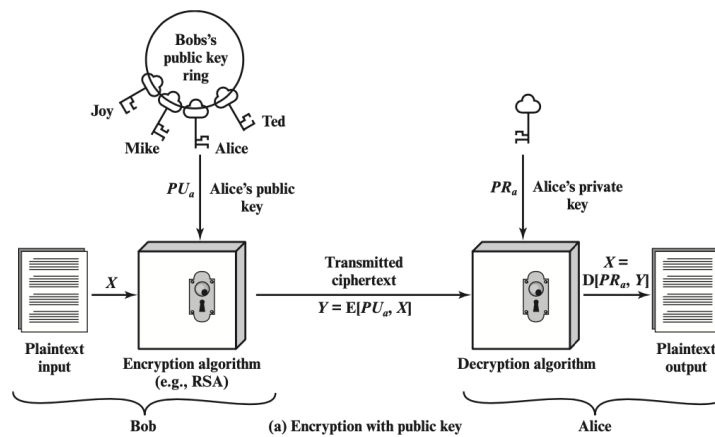 Bobs's
public key
ring
Joy
Ted
Mike
Alice
PUa
Alice's public
key
PRa
Alice's private
key
X
Transmitted
ciphertext
Y = E[PUa, X]
X =
D[PRa, Y]
Plaintext
input
Encryption algorithm
(e.g., RSA)
Decryption algorithm
Plaintext
output
Bob
(a) Encryption with public key
Alice